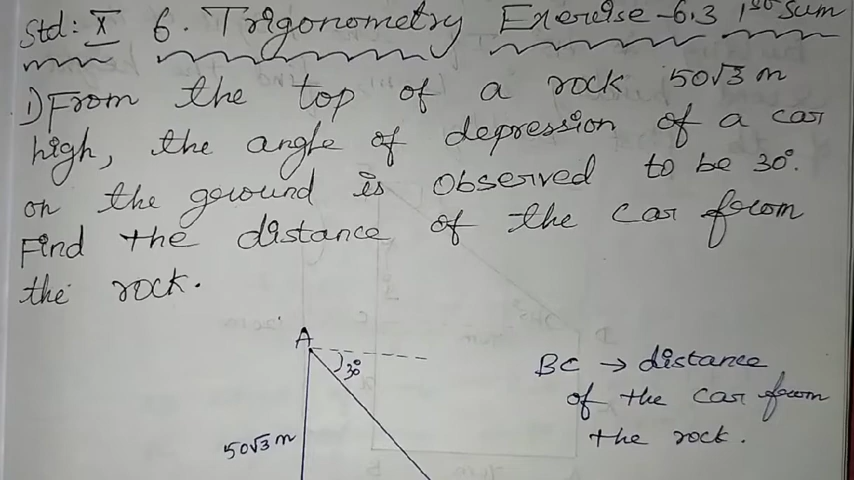 Std: X 6. Trigonometry Exercise-6.3 1st Sum
1) From the top of a rock 50√3 m
high, the angle of depression of a car
on the ground is observed to be 30°.
Find the distance of the car from
the rock.
A
30°
50√3 m
BC → distance
of the car from
the rock.